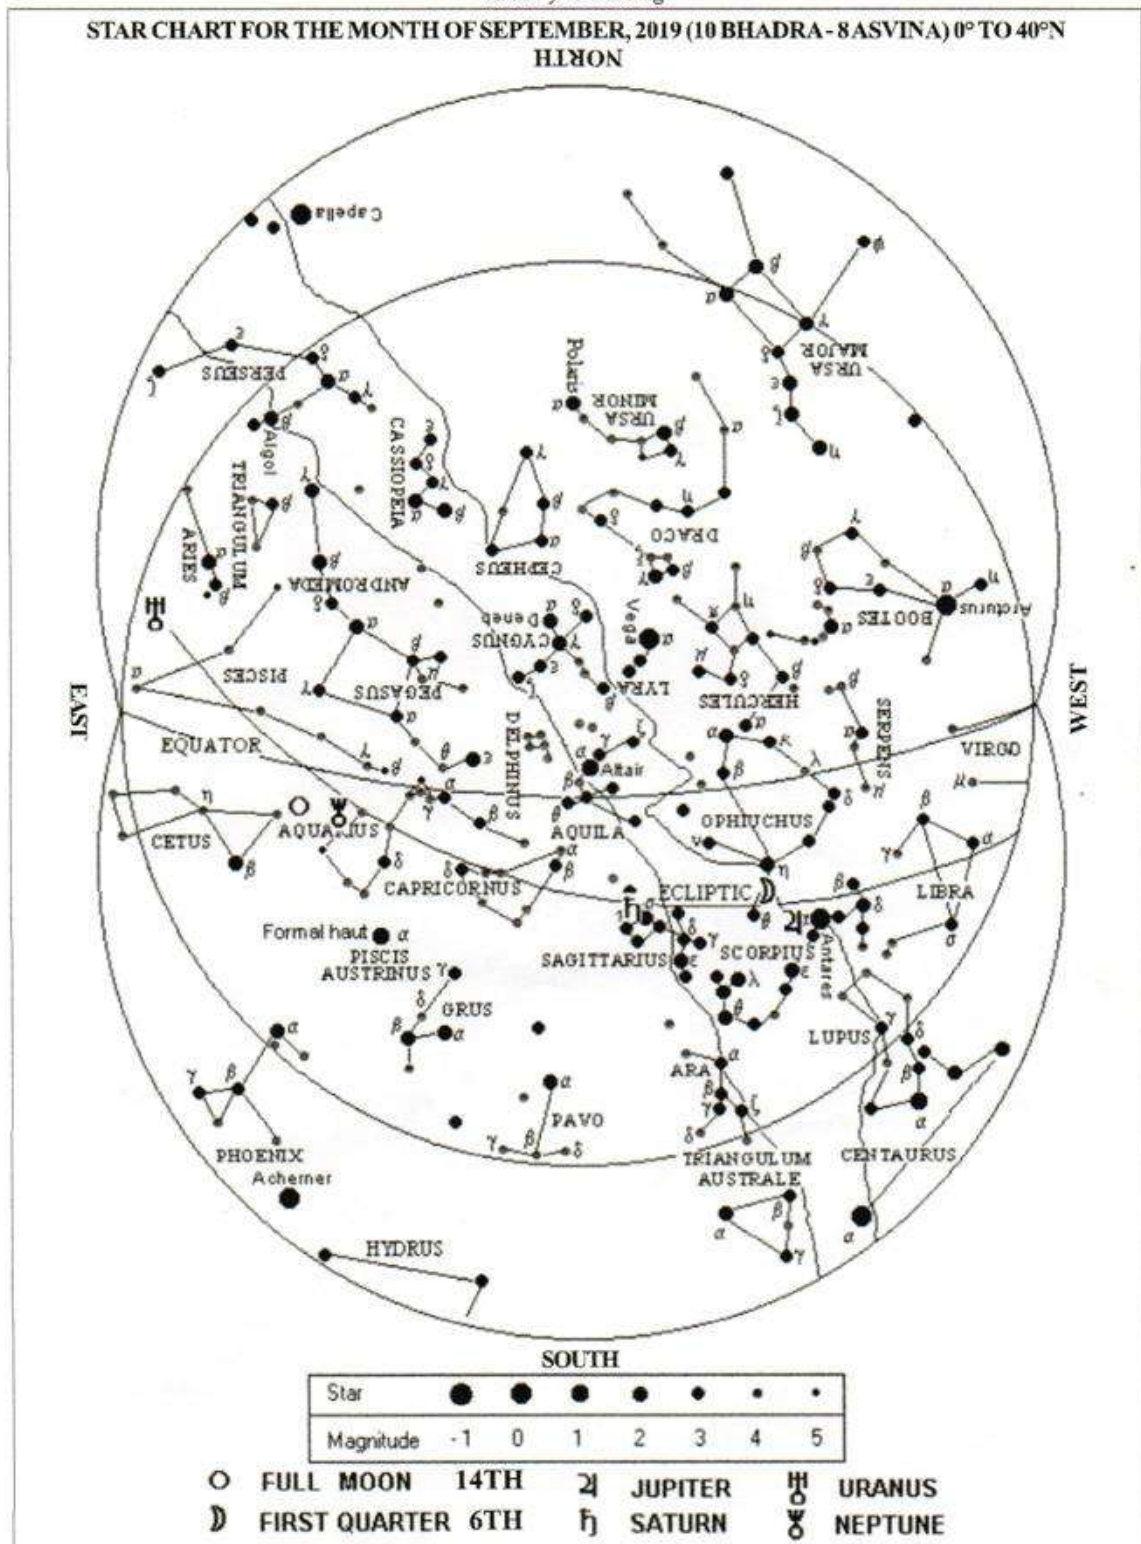 STAR CHART FOR THE MONTH OF SEPTEMBER, 2019 (10 BHADRA - 8 ASVINA) 0° TO 40°N
NORTH
Capella
β
φ
α
γ
URSA
MAJOR
δ
ε
ζ
η
ε
δ
PERSEUS
α
γ
ζ
β
Algol
Polaris
α
URSA
MINOR
β
γ
α
CASSIOPEIA
ε
δ
γ
α
β
γ
β
α
CEPHEUS
η
δ
DRACO
ξ
β
γ
TRIANGULUM
β
γ
ARIES
α
β
ANDROMEDA
β
δ
α
γ
β
δ
ε
α
η
BOOTES
Arcturus
Deneb
α
δ
CYGNUS
γ
ε
ζ
β
Vega
α
LYRA
π
η
α
μ
δ
β
HERCULES
β
α
PISCES
β
μ
γ
PEGASUS
α
θ
ε
EAST
WEST
EQUATOR
DELPHINUS
ζ
γ
α
Altair
β
θ
AQUILA
α
α
κ
β
λ
δ
μ
SERPENS
VIRGO
μ
γ
β
OPHIUCHUS
ν
η
η
CETUS
β
AQUARIUS
γ
α
β
δ
δ
CAPRICORNUS
α
β
ECLIPTIC
θ
β
α
γ
LIBRA
σ
β
δ
Antares
Formal haut
α
PISCIS
AUSTRINUS
γ
SAGITTARIUS
σ
γ
ε
SCORPIUS
ε
λ
θ
δ
GRUS
β
α
LUPUS
γ
δ
β
α
γ
β
α
PHOENIX
Acherner
α
PAVO
γ
β
δ
ARA
α
β
γ
ζ
δ
TRIANGULUM
AUSTRALE
CENTAURUS
α
β
γ
α
HYDRUS
SOUTH
Star
Magnitude -1 0 1 2 3 4 5
FULL MOON 14TH ♃ JUPITER ♅ URANUS
FIRST QUARTER 6TH ♄ SATURN ♆ NEPTUNE